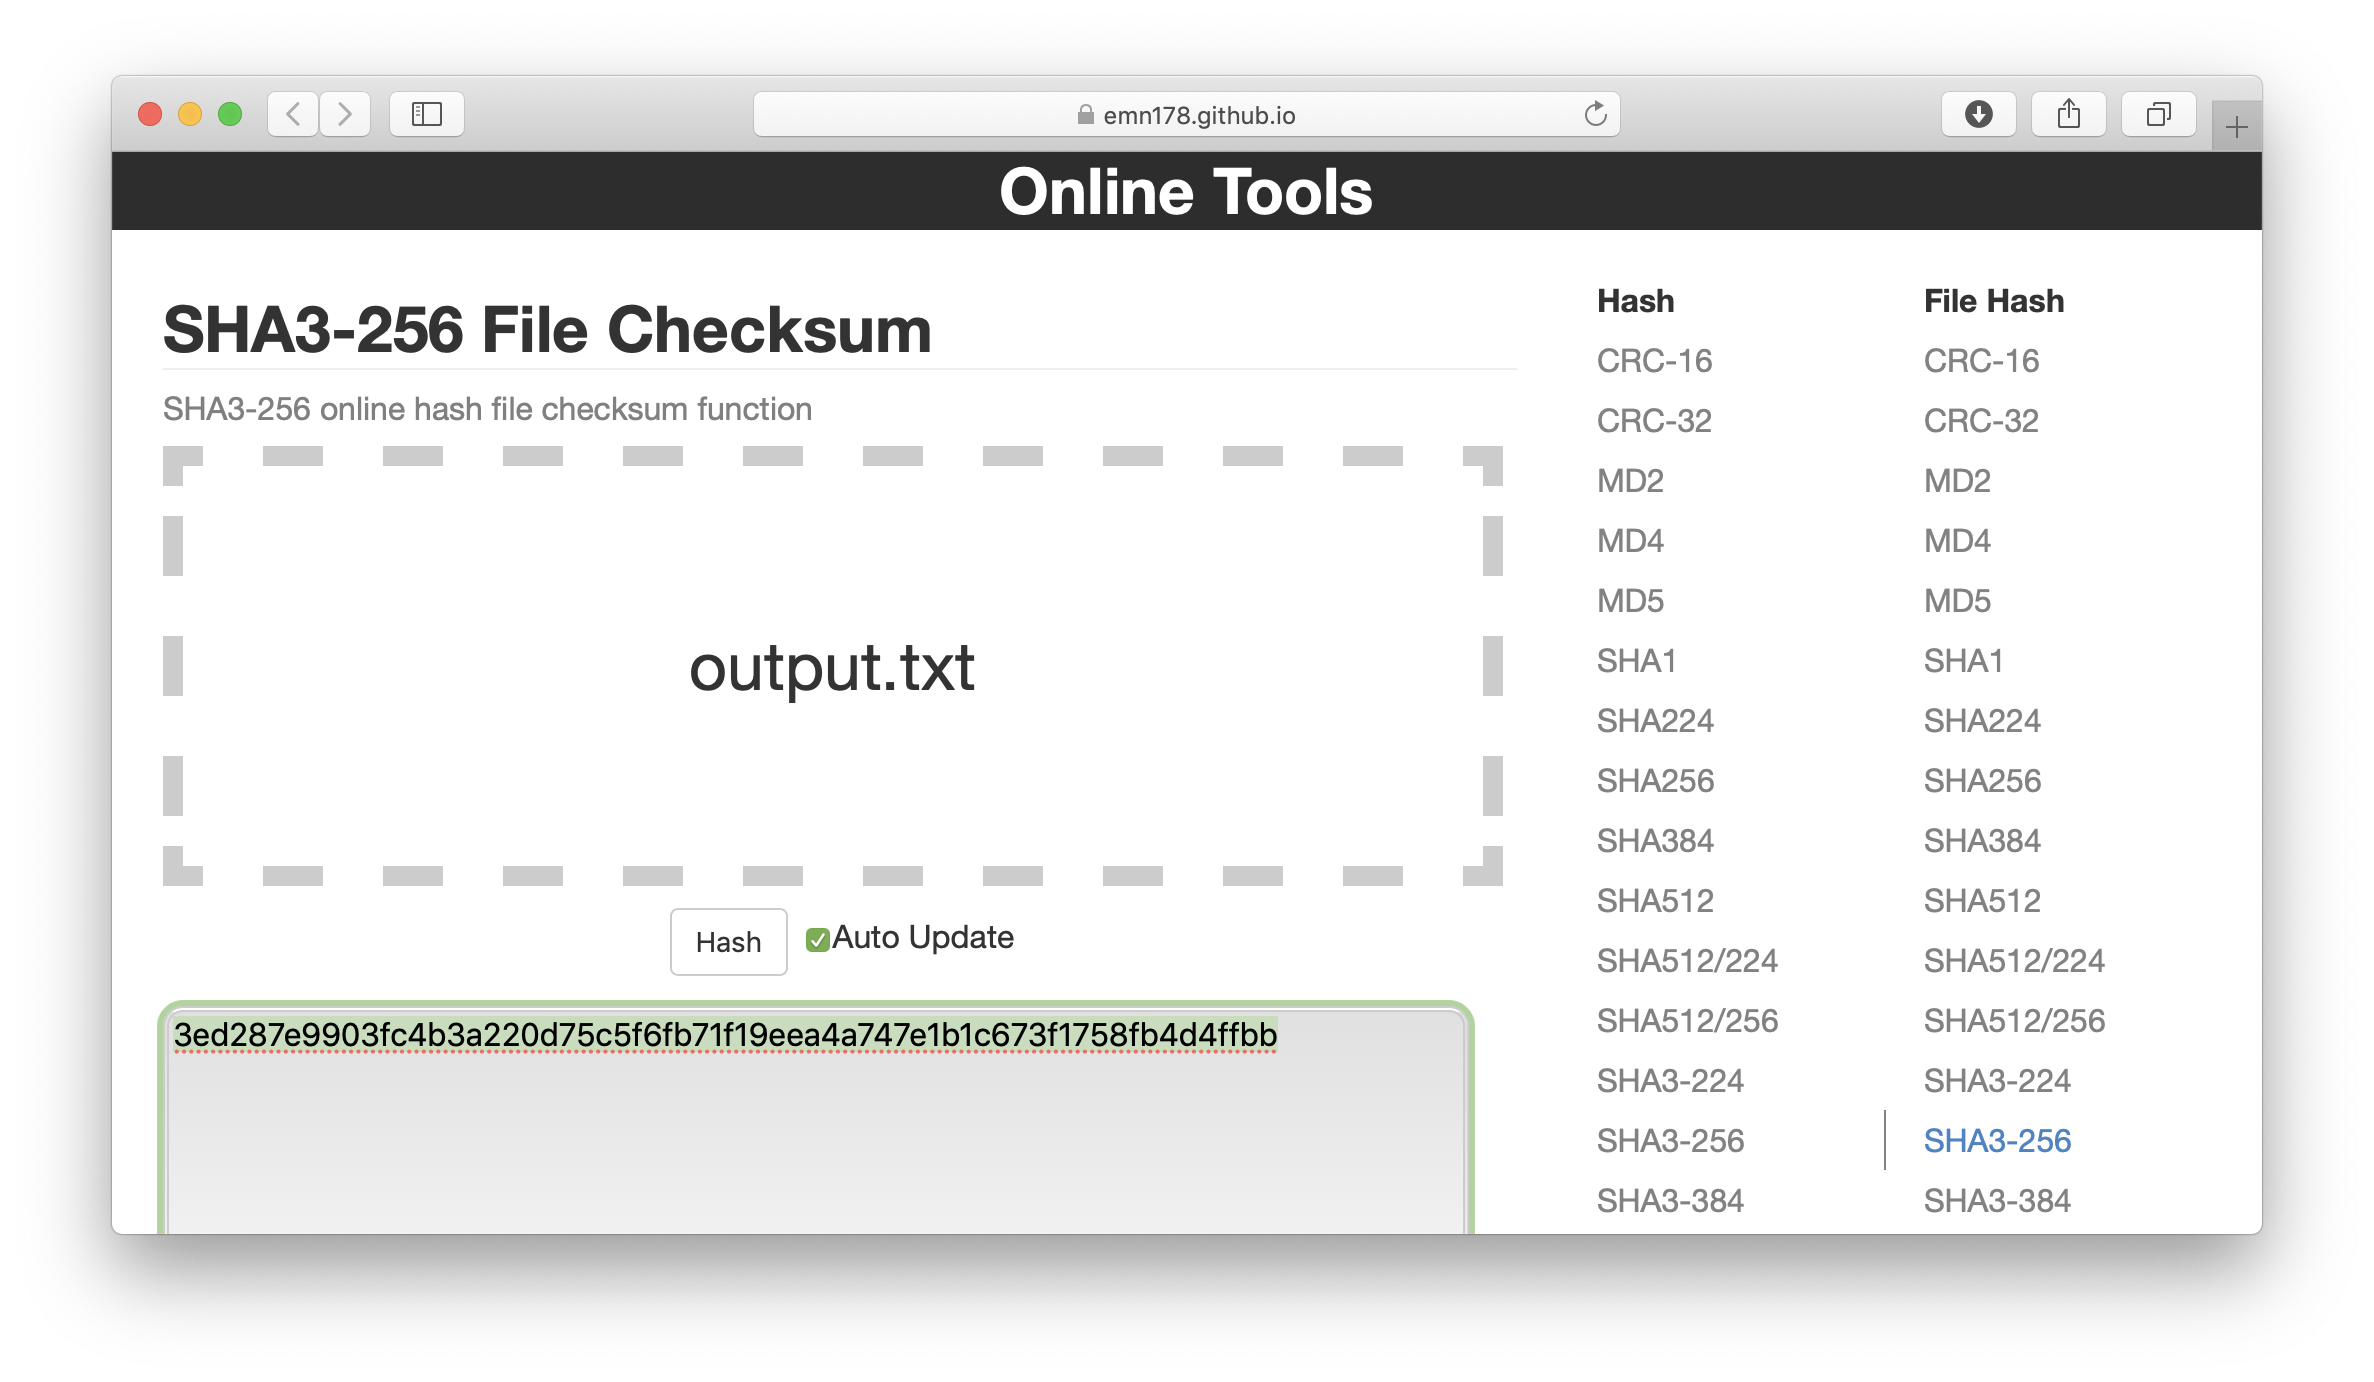 emn178.github.io
Online Tools
SHA3-256 File Checksum
SHA3-256 online hash file checksum function
output.txt
Hash
Auto Update
3ed287e9903fc4b3a220d75c5f6fb71f19eea4a747e1b1c673f1758fb4d4ffbb
Hash
CRC-16
CRC-32
MD2
MD4
MD5
SHA1
SHA224
SHA256
SHA384
SHA512
SHA512/224
SHA512/256
SHA3-224
SHA3-256
SHA3-384
File Hash
CRC-16
CRC-32
MD2
MD4
MD5
SHA1
SHA224
SHA256
SHA384
SHA512
SHA512/224
SHA512/256
SHA3-224
SHA3-256
SHA3-384